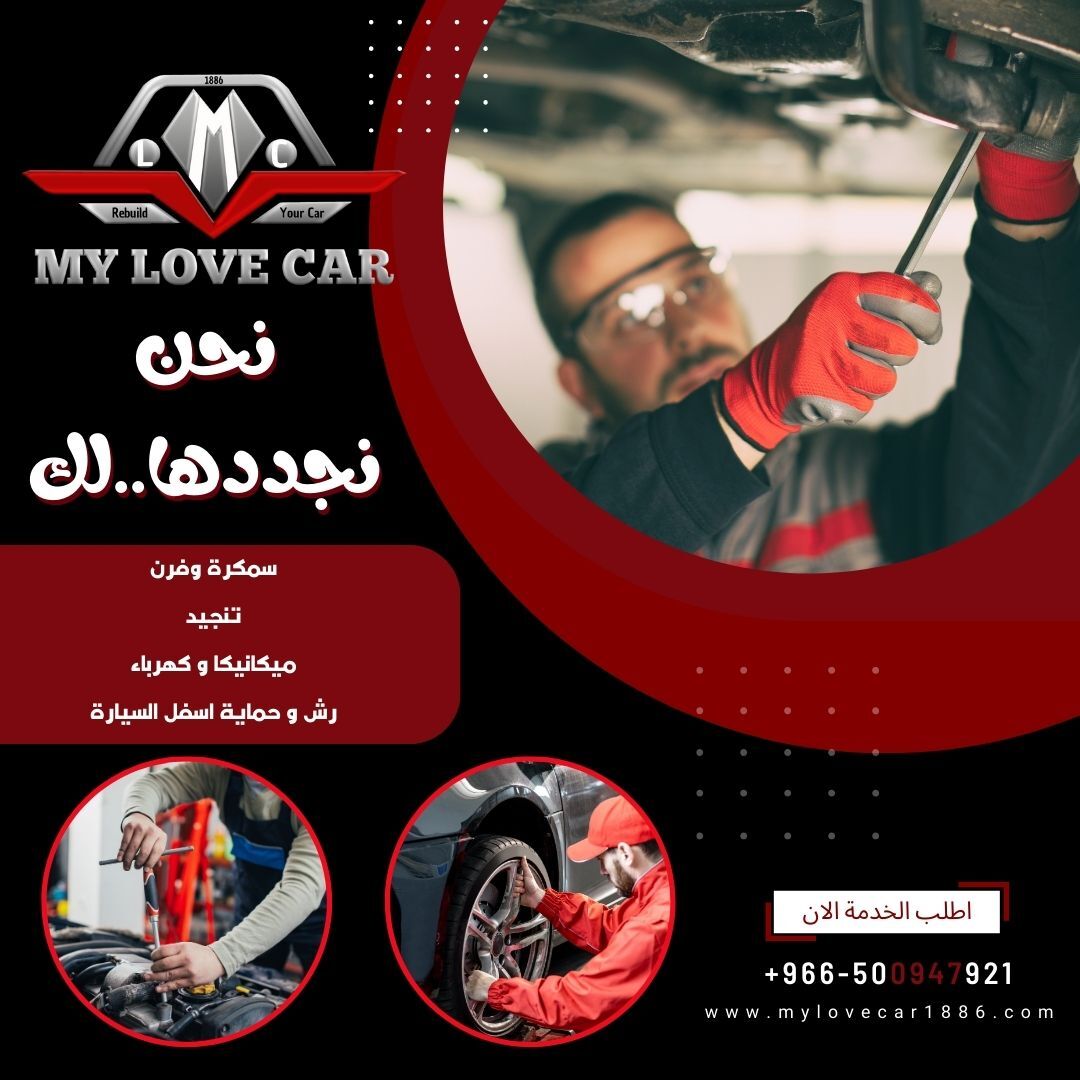 1886
L M C
Rebuild Your Car
MY LOVE CAR
نحن
نجددها..لك
سمكرة وفرن
تنجيد
ميكانيكا و كهرباء
رش و حماية اسفل السيارة
اطلب الخدمة الان
+966-500947921
www.mylovecar1886.com